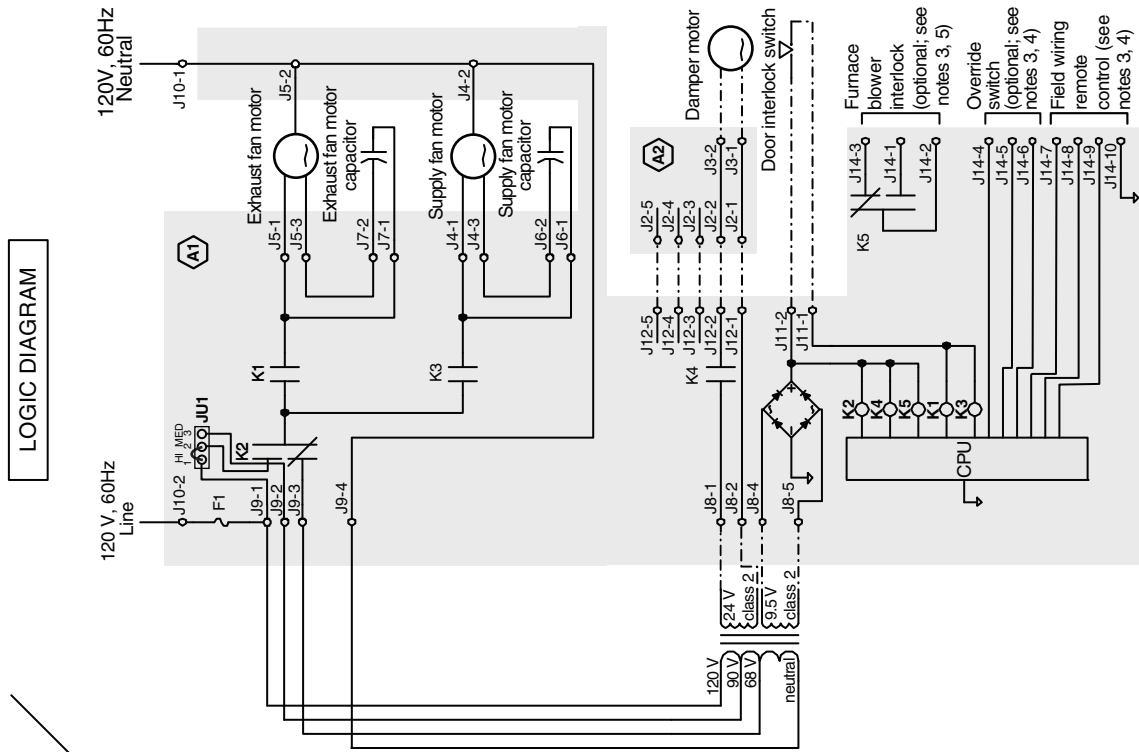 LOGIC DIAGRAM
120V, 60Hz
Neutral
J10-1
J5-2
J4-2
Exhaust fan motor
Exhaust fan motor
capacitor
Supply fan motor
Supply fan motor
capacitor
A1
J5-1
J5-3
J7-2
J7-1
J4-1
J4-3
J6-2
J6-1
K1
K3
JU1
HI MED
1 2 3
K2
120 V, 60Hz
Line
J10-2
F1
J9-1
J9-2
J9-3
J9-4
Damper motor
Door interlock switch
A2
J3-2
J3-1
J2-5
J2-4
J2-3
J2-2
J2-1
J12-5
J12-4
J12-3
J12-2
J12-1
J11-2
J11-1
K4
J8-1
J8-2
J8-4
J8-5
24 V
class 2
9.5 V
class 2
120 V
90 V
68 V
neutral
Furnace
blower
interlock
(optional; see
notes 3, 5)
Override
switch
(optional; see
notes 3, 4)
Field wiring
remote
control (see
notes 3, 4)
J14-3
J14-1
J14-2
J14-4
J14-5
J14-6
J14-7
J14-8
J14-9
J14-10
K5
K2
K4
K5
K1
K3
CPU